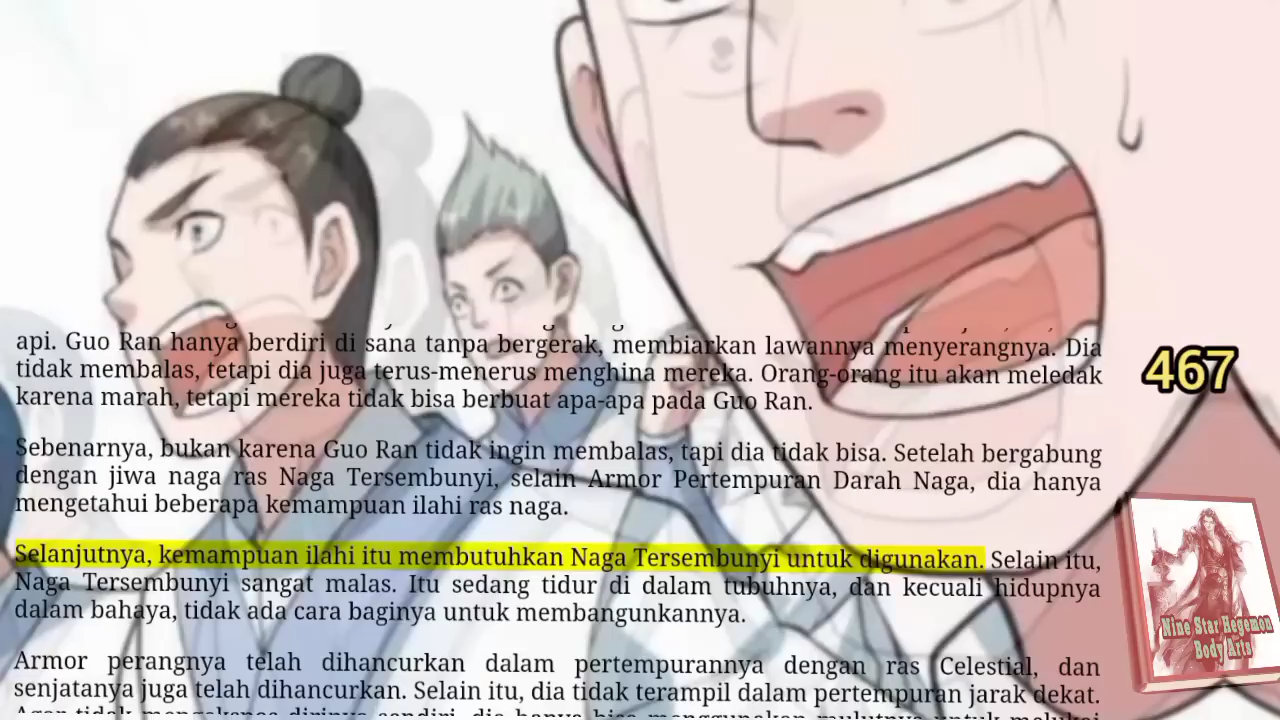 api. Guo Ran hanya berdiri di sana tanpa bergerak, membiarkan lawannya menyerangnya. Dia
tidak membalas, tetapi dia juga terus-menerus menghina mereka. Orang-orang itu akan meledak
karena marah, tetapi mereka tidak bisa berbuat apa-apa pada Guo Ran.
467
Sebenarnya, bukan karena Guo Ran tidak ingin membalas, tapi dia tidak bisa. Setelah bergabung
dengan jiwa naga ras Naga Tersembunyi, selain Armor Pertempuran Darah Naga, dia hanya
mengetahui beberapa kemampuan ilahi ras naga.
Selanjutnya, kemampuan ilahi itu membutuhkan Naga Tersembunyi untuk digunakan. Selain itu,
Naga Tersembunyi sangat malas. Itu sedang tidur di dalam tubuhnya, dan kecuali hidupnya
dalam bahaya, tidak ada cara baginya untuk membangunkannya.
Nine Star Hegemon
Body Arts
Armor perangnya telah dihancurkan dalam pertempurannya dengan ras Celestial, dan
senjatanya juga telah dihancurkan. Selain itu, dia tidak terampil dalam pertempuran jarak dekat.